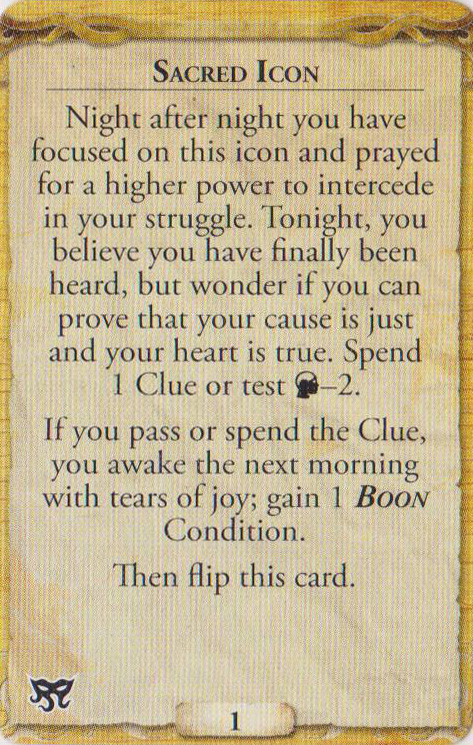 SACRED ICON
Night after night you have
focused on this icon and prayed
for a higher power to intercede
in your struggle. Tonight, you
believe you have finally been
heard, but wonder if you can
prove that your cause is just
and your heart is true. Spend
1 Clue or test –2.
If you pass or spend the Clue,
you awake the next morning
with tears of joy; gain 1 BOON
Condition.
Then flip this card.
1